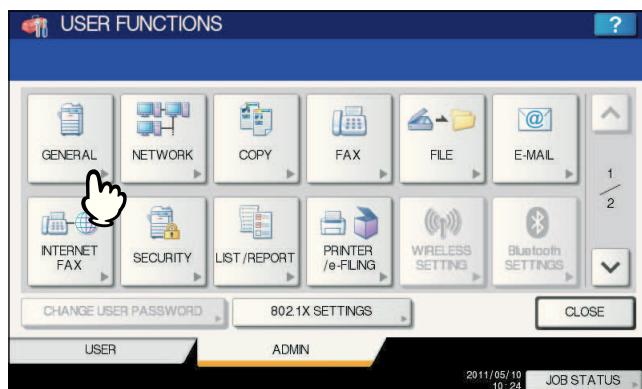 USER FUNCTIONS
?
GENERAL
NETWORK
COPY
FAX
FILE
@
E-MAIL
1
2
INTERNET
FAX
SECURITY
LIST/REPORT
PRINTER
/e-FILING
WIRELESS
SETTING
Bluetooth
SETTINGS
CHANGE USER PASSWORD
802.1X SETTINGS
CLOSE
USER
ADMIN
2011/05/10
10:24
JOB STATUS